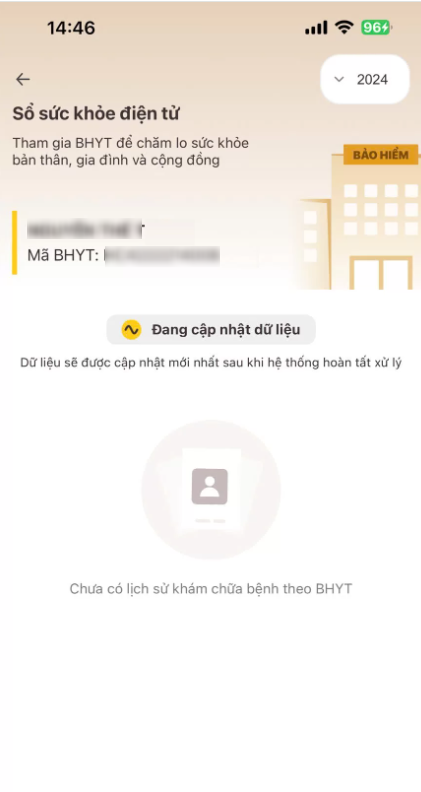 14:46
96
2024
Sổ sức khỏe điện tử
Tham gia BHYT để chăm lo sức khỏe
bản thân, gia đình và cộng đồng
BẢO HIỂM
Mã BHYT:
Đang cập nhật dữ liệu
Dữ liệu sẽ được cập nhật mới nhất sau khi hệ thống hoàn tất xử lý
Chưa có lịch sử khám chữa bệnh theo BHYT